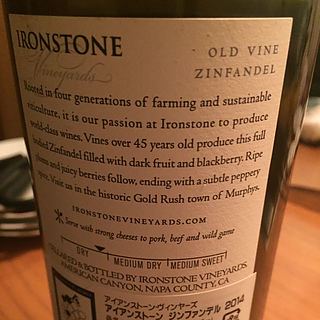 IRONSTONE
Vineyards
OLD VINE
ZINFANDEL
Rooted in four generations of farming and sustainable
viticulture, it is our passion at Ironstone to produce
world-class wines. Vines over 45 years old produce this full
bodied Zinfandel filled with dark fruit and blackberry. Ripe
plums and juicy berries follow, ending with a subtle peppery
spice. Visit us in the historic Gold Rush town of Murphys.
IRONSTONEVINEYARDS.COM
Serve with strong cheeses to pork, beef and wild game
DRY MEDIUM DRY MEDIUM SWEET
CELLARED & BOTTLED BY IRONSTONE VINEYARDS
AMERICAN CANYON, NAPA COUNTY, CA
アイアンストーン・ヴィンヤーズ
アイアンストーン ジンファンデル 2014